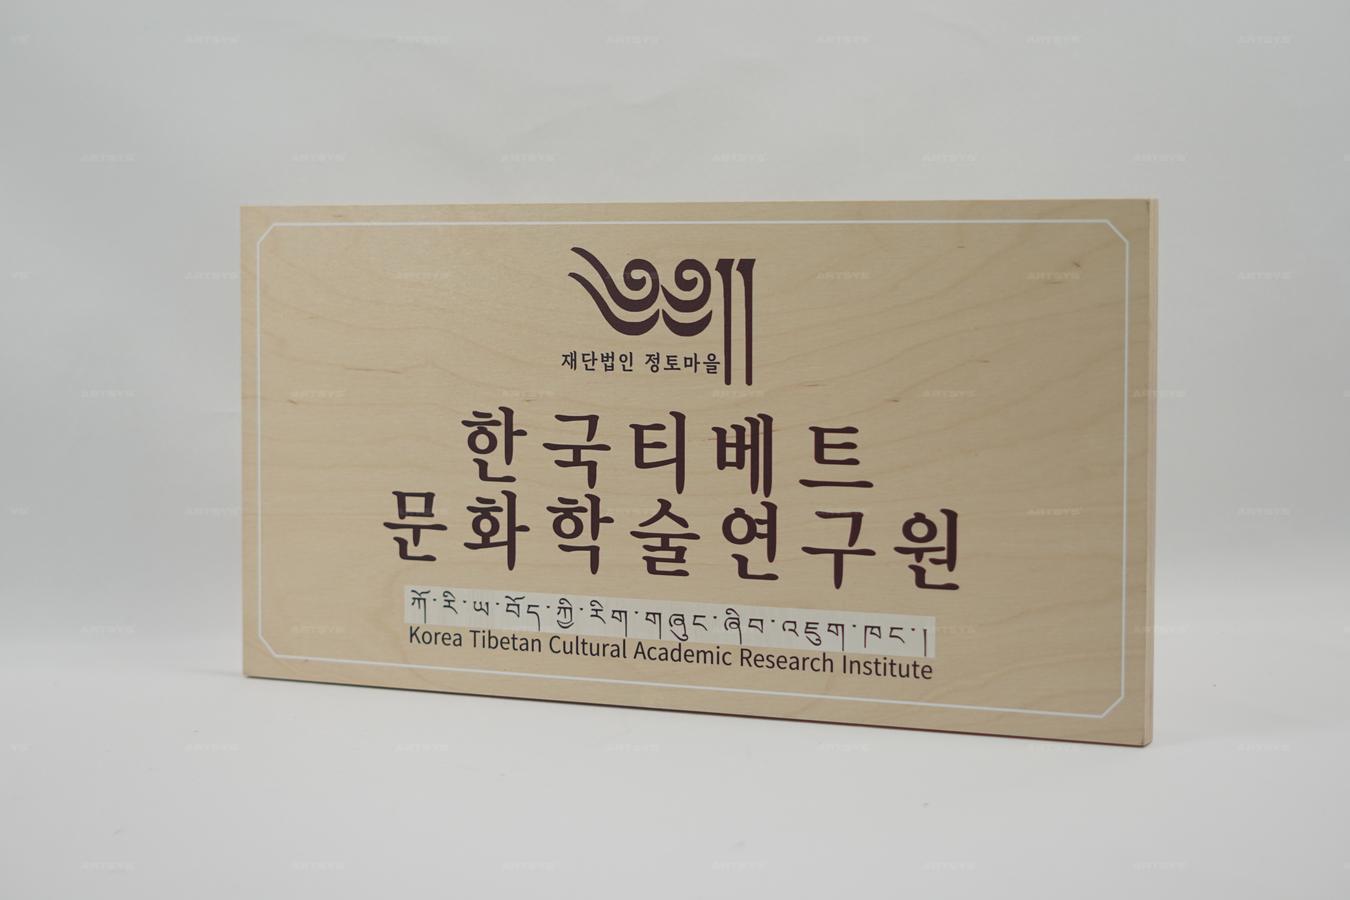 재단법인 정토마을
한국티베트
문화학술연구원
ཀོ་རི་ཡ་བོད་ཀྱི་རིག་གཞུང་ཞིབ་འཇུག་ཁང་།
Korea Tibetan Cultural Academic Research Institute